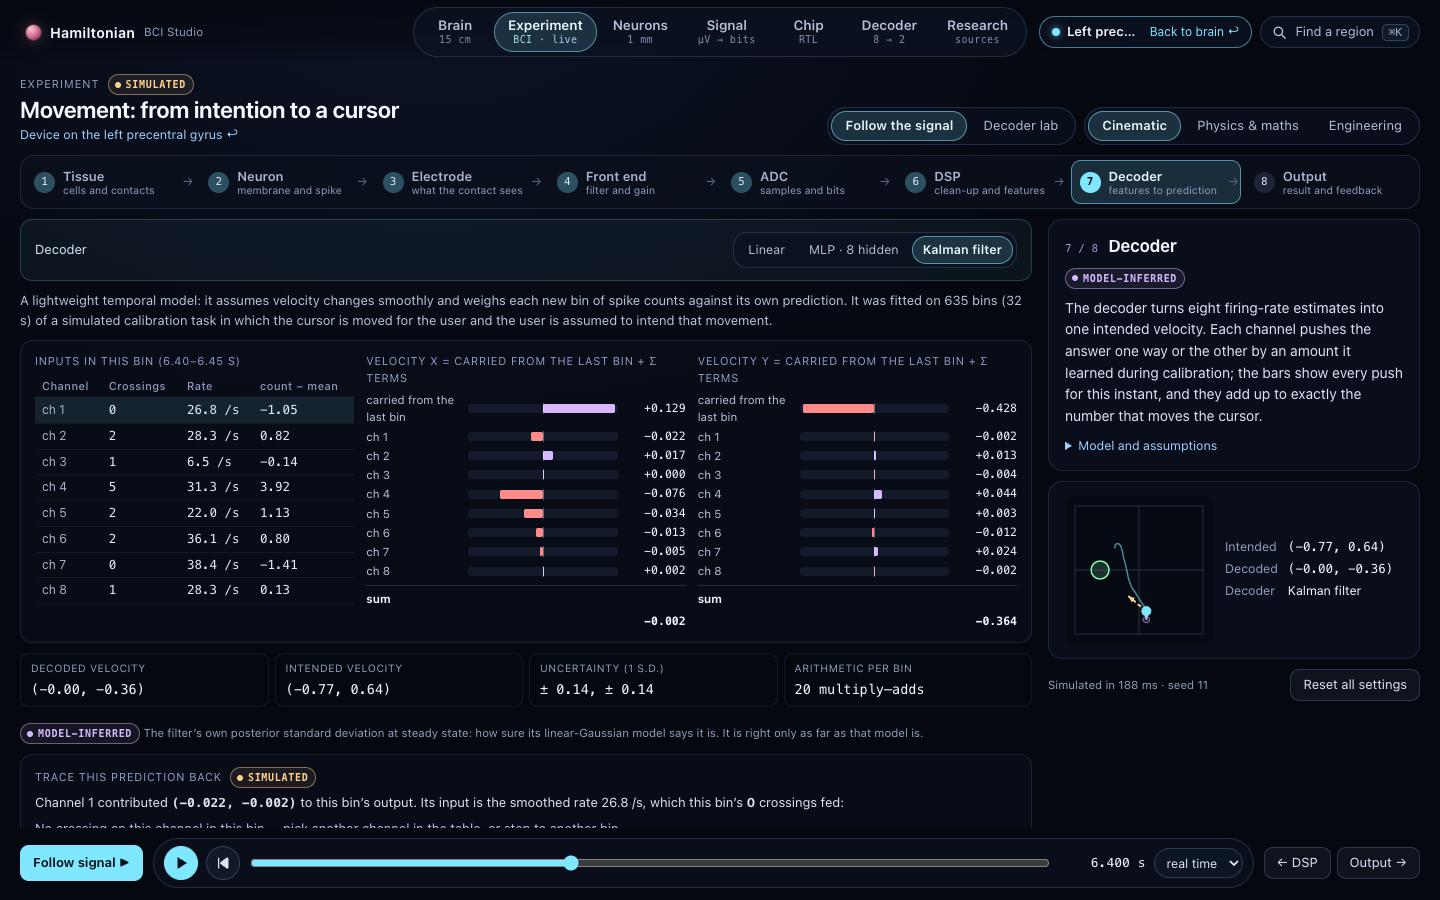 Hamiltonian BCI Studio
Brain
15 cm
Experiment
BCI · live
Neurons
1 mm
Signal
μV → bits
Chip
RTL
Decoder
8 → 2
Research
sources
Left prec... Back to brain ↩
Find a region ⌘K
EXPERIMENT SIMULATED
Movement: from intention to a cursor
Device on the left precentral gyrus ↩
Follow the signal Decoder lab
Cinematic Physics & maths Engineering
1 Tissue
cells and contacts →
2 Neuron
membrane and spike →
3 Electrode
what the contact sees →
4 Front end
filter and gain →
5 ADC
samples and bits →
6 DSP
clean-up and features →
7 Decoder
features to prediction →
8 Output
result and feedback
Decoder
Linear MLP · 8 hidden Kalman filter
A lightweight temporal model: it assumes velocity changes smoothly and weighs each new bin of spike counts against its own prediction. It was fitted on 635 bins (32
s) of a simulated calibration task in which the cursor is moved for the user and the user is assumed to intend that movement.
INPUTS IN THIS BIN (6.40–6.45 S)
Channel Crossings Rate count − mean
ch 1 0 26.8 /s −1.05
ch 2 2 28.3 /s 0.82
ch 3 1 6.5 /s −0.14
ch 4 5 31.3 /s 3.92
ch 5 2 22.0 /s 1.13
ch 6 2 36.1 /s 0.80
ch 7 0 38.4 /s −1.41
ch 8 1 28.3 /s 0.13
VELOCITY X = CARRIED FROM THE LAST BIN + Σ
TERMS
carried from the
last bin +0.129
ch 1 −0.022
ch 2 +0.017
ch 3 +0.000
ch 4 −0.076
ch 5 −0.034
ch 6 −0.013
ch 7 −0.005
ch 8 +0.002
sum
−0.002
VELOCITY Y = CARRIED FROM THE LAST BIN + Σ
TERMS
carried from the
last bin −0.428
ch 1 −0.002
ch 2 +0.013
ch 3 −0.004
ch 4 +0.044
ch 5 +0.003
ch 6 −0.012
ch 7 +0.024
ch 8 −0.002
sum
−0.364
DECODED VELOCITY
(−0.00, −0.36)
INTENDED VELOCITY
(−0.77, 0.64)
UNCERTAINTY (1 S.D.)
± 0.14, ± 0.14
ARITHMETIC PER BIN
20 multiply–adds
MODEL-INFERRED The filter's own posterior standard deviation at steady state: how sure its linear-Gaussian model says it is. It is right only as far as that model is.
TRACE THIS PREDICTION BACK SIMULATED
Channel 1 contributed (−0.022, −0.002) to this bin's output. Its input is the smoothed rate 26.8 /s, which this bin's 0 crossings fed:
No crossing on this channel in this bin — pick another channel in the table, or step to another bin.
7 / 8 Decoder
MODEL-INFERRED
The decoder turns eight firing-rate estimates into
one intended velocity. Each channel pushes the
answer one way or the other by an amount it
learned during calibration; the bars show every push
for this instant, and they add up to exactly the
number that moves the cursor.
▶ Model and assumptions
Intended (−0.77, 0.64)
Decoded (−0.00, −0.36)
Decoder Kalman filter
Simulated in 188 ms · seed 11
Reset all settings
Follow signal ▶
6.400 s
real time
← DSP
Output →